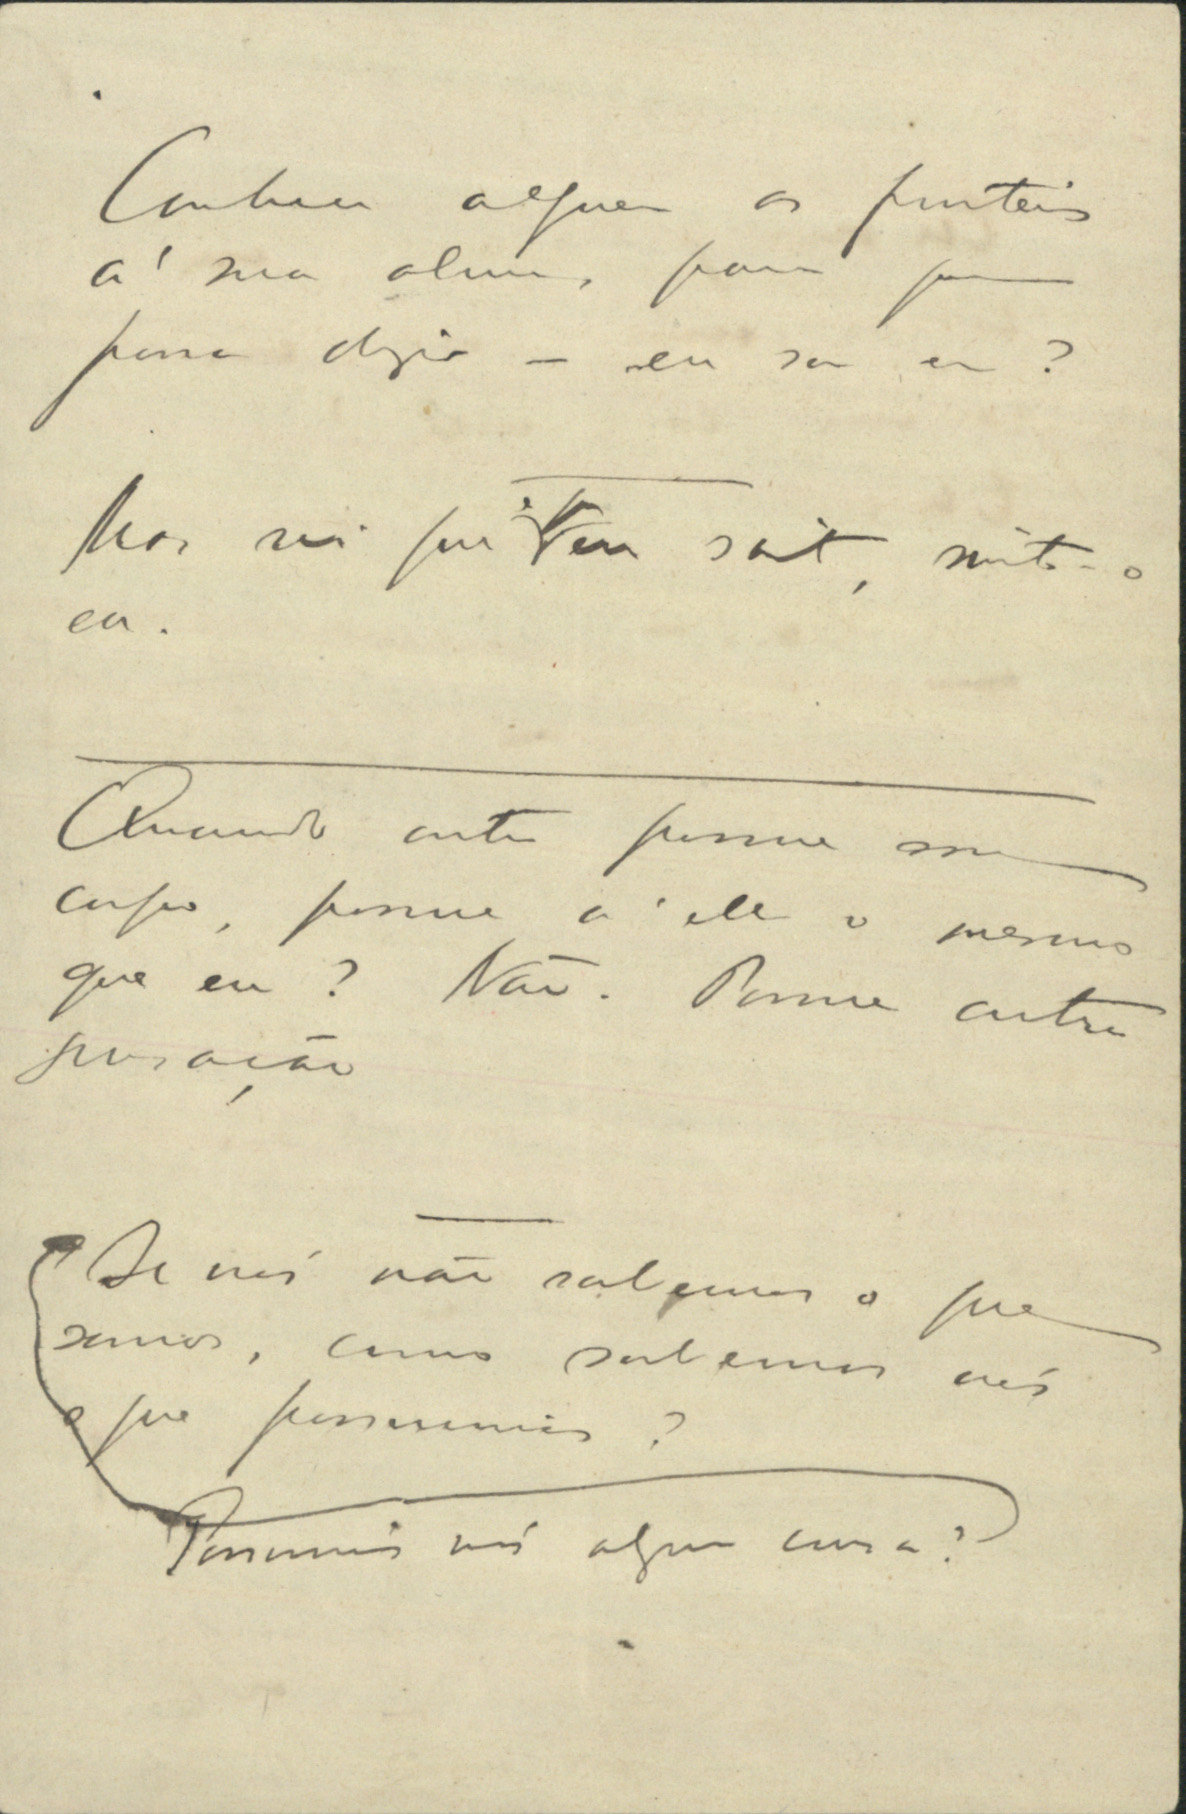 Conhece alguem as fronteiras
á sua alma, para que
possa dizer — eu sou eu?
Mas sei que o que eu sinto, sinto-o
eu.
Quando outro possue esse
corpo, possue n'elle o mesmo
que eu? Não. Possue outra
sensação
Se nós não sabemos o que
somos, como sabemos nós
o que possuimos?
Possuimos nós alguma cousa?